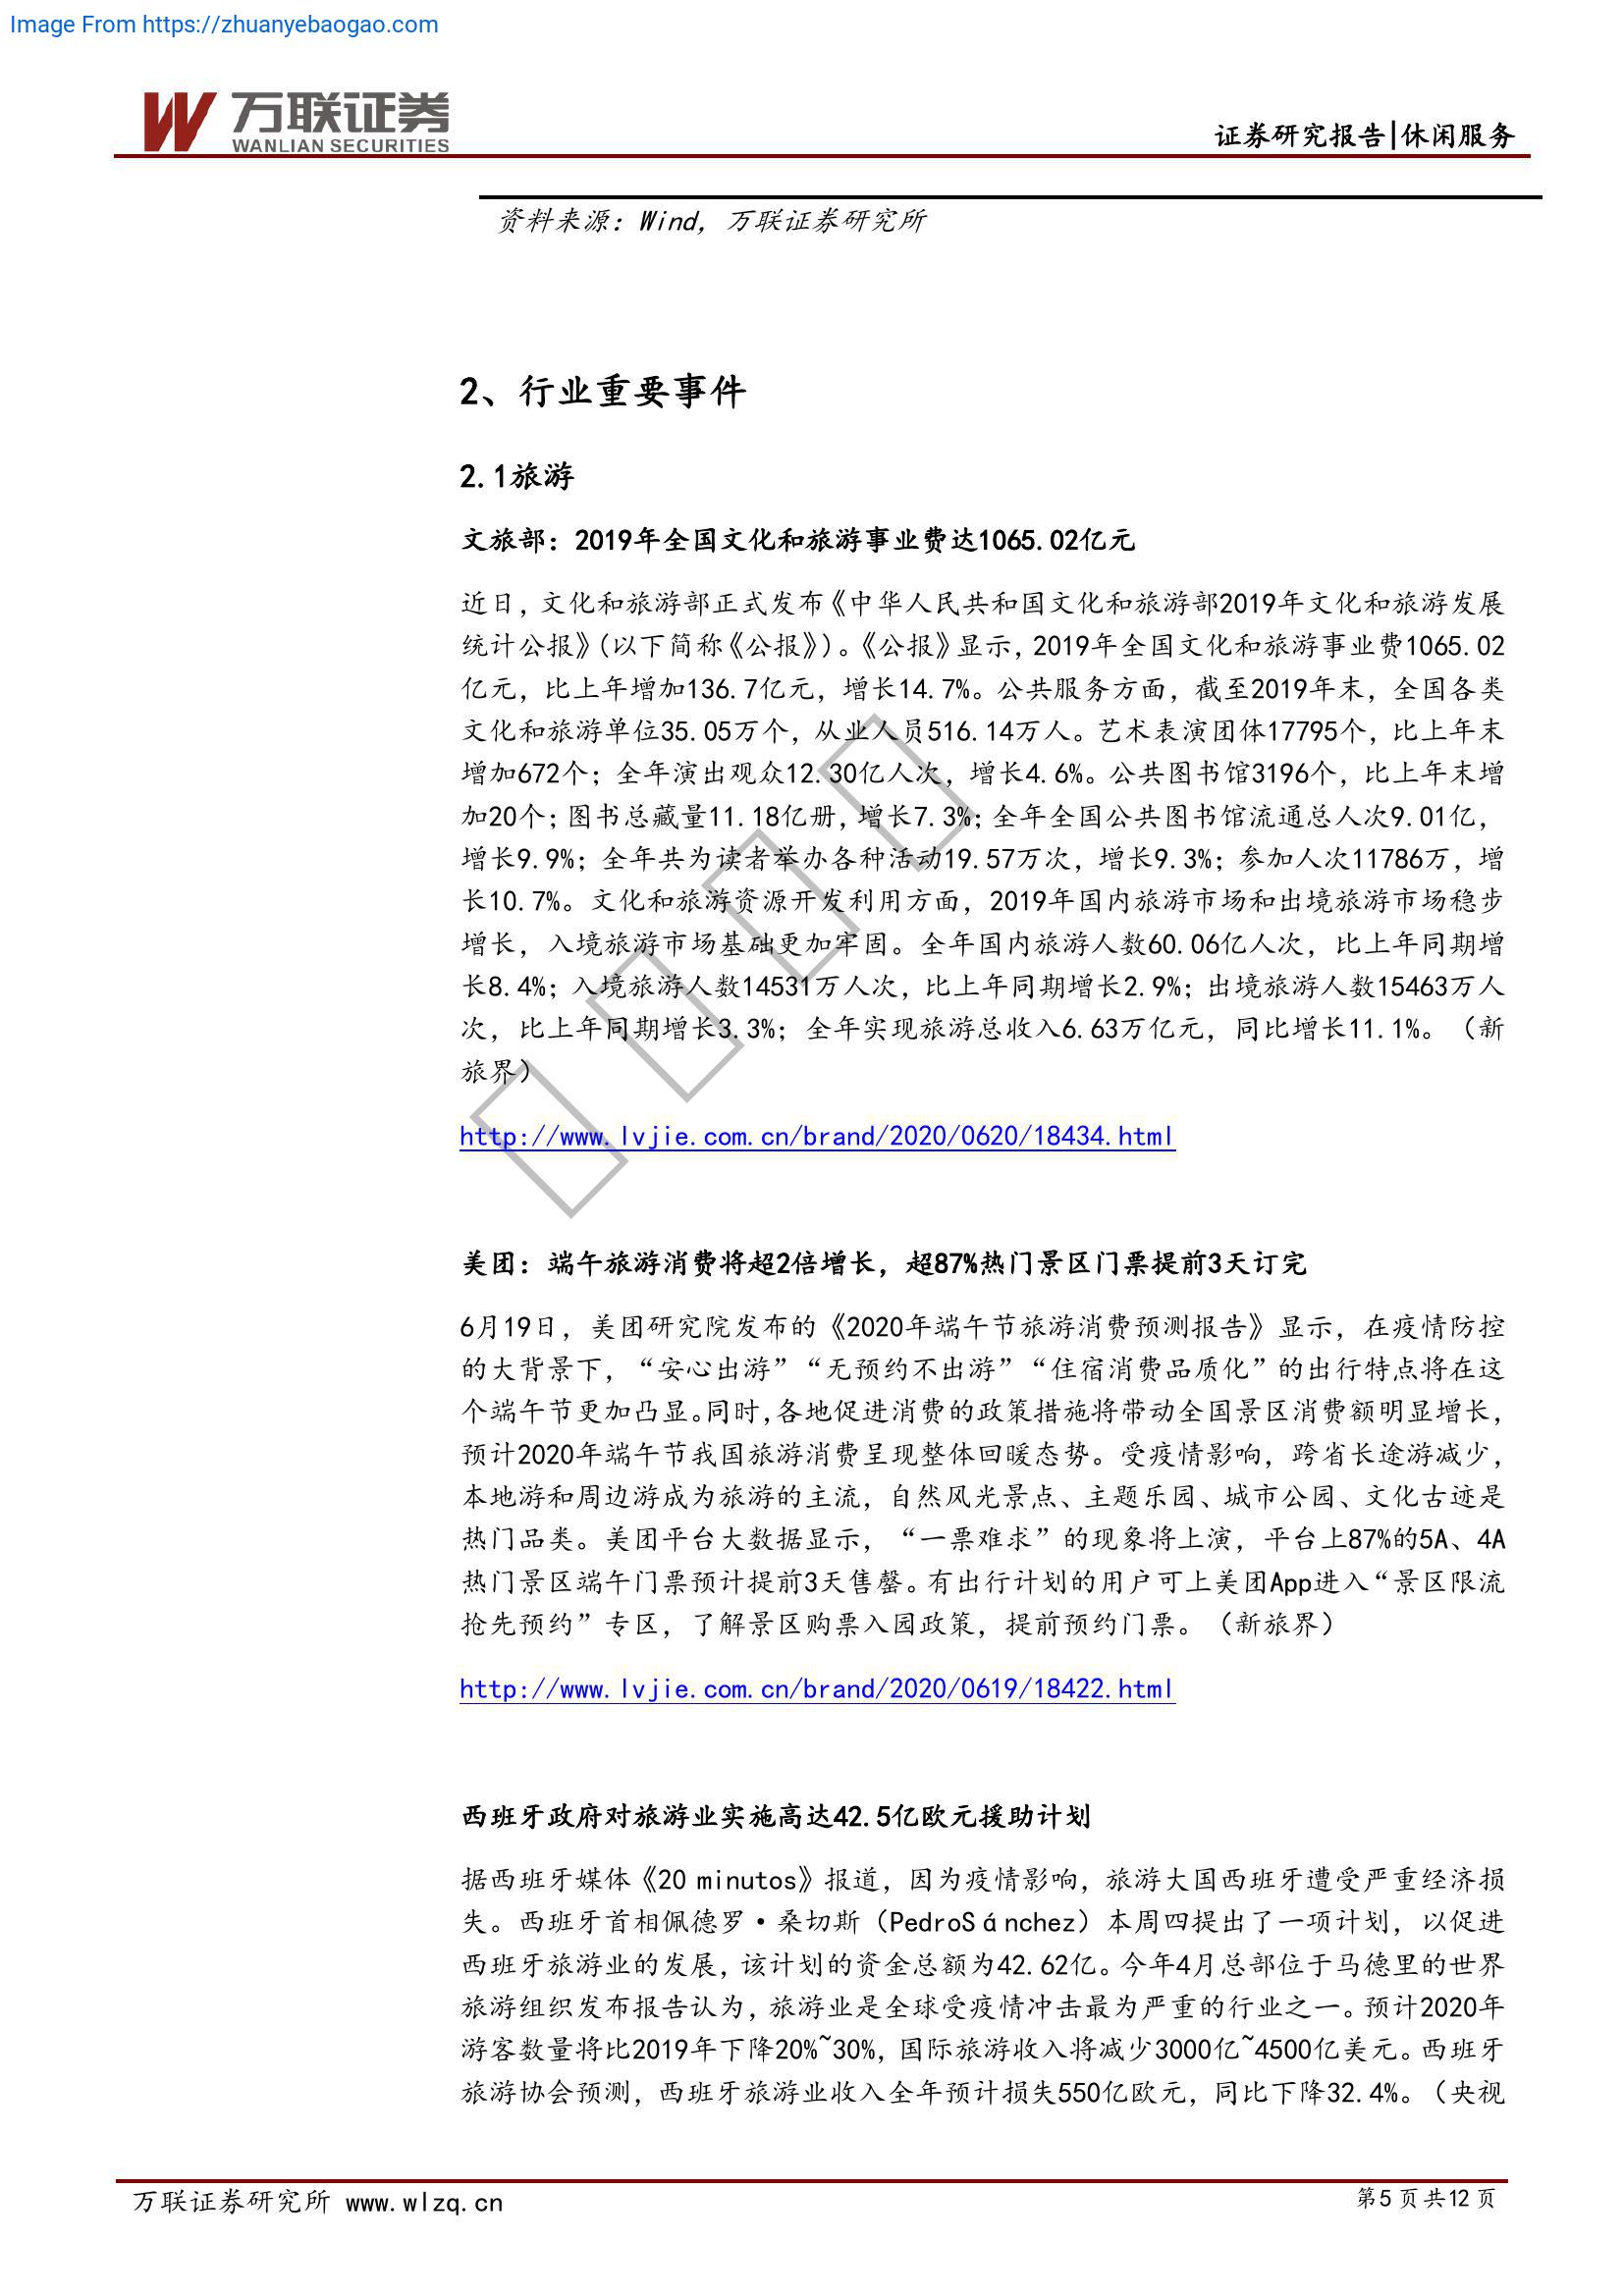 Image From https://zhuanyebaogao.com
万联证券
WANLIAN SECURITIES
证券研究报告|休闲服务
资料来源：Wind，万联证券研究所
2、行业重要事件
2.1旅游
文旅部：2019年全国文化和旅游事业费达1065.02亿元
近日，文化和旅游部正式发布《中华人民共和国文化和旅游部2019年文化和旅游发展
统计公报》（以下简称《公报》）。《公报》显示，2019年全国文化和旅游事业费1065.02
亿元，比上年增加136.7亿元，增长14.7%。公共服务方面，截至2019年末，全国各类
文化和旅游单位35.05万个，从业人员516.14万人。艺术表演团体17795个，比上年末
增加672个；全年演出观众12.30亿人次，增长4.6%。公共图书馆3196个，比上年末增
加20个；图书总藏量11.18亿册，增长7.3%；全年全国公共图书馆流通总人次9.01亿，
增长9.9%；全年共为读者举办各种活动19.57万次，增长9.3%；参加人次11786万，增
长10.7%。文化和旅游资源开发利用方面，2019年国内旅游市场和出境旅游市场稳步
增长，入境旅游市场基础更加牢固。全年国内旅游人数60.06亿人次，比上年同期增
长8.4%；入境旅游人数14531万人次，比上年同期增长2.9%；出境旅游人数15463万人
次，比上年同期增长3.3%；全年实现旅游总收入6.63万亿元，同比增长11.1%。（新
旅界）
http://www.lvjie.com.cn/brand/2020/0620/18434.html
美团：端午旅游消费将超2倍增长，超87%热门景区门票提前3天订完
6月19日，美团研究院发布的《2020年端午节旅游消费预测报告》显示，在疫情防控
的大背景下，“安心出游”“无预约不出游”“住宿消费品质化”的出行特点将在这
个端午节更加凸显。同时，各地促进消费的政策措施将带动全国景区消费额明显增长，
预计2020年端午节我国旅游消费呈现整体回暖态势。受疫情影响，跨省长途游减少，
本地游和周边游成为旅游的主流，自然风光景点、主题乐园、城市公园、文化古迹是
热门品类。美团平台大数据显示，“一票难求”的现象将上演，平台上87%的5A、4A
热门景区端午门票预计提前3天售罄。有出行计划的用户可上美团App进入“景区限流
抢先预约”专区，了解景区购票入园政策，提前预约门票。（新旅界）
http://www.lvjie.com.cn/brand/2020/0619/18422.html
西班牙政府对旅游业实施高达42.5亿欧元援助计划
据西班牙媒体《20 minutos》报道，因为疫情影响，旅游大国西班牙遭受严重经济损
失。西班牙首相佩德罗·桑切斯（PedroSánchez）本周四提出了一项计划，以促进
西班牙旅游业的发展，该计划的资金总额为42.62亿。今年4月总部位于马德里的世界
旅游组织发布报告认为，旅游业是全球受疫情冲击最为严重的行业之一。预计2020年
游客数量将比2019年下降20%~30%，国际旅游收入将减少3000亿~4500亿美元。西班牙
旅游协会预测，西班牙旅游业收入全年预计损失550亿欧元，同比下降32.4%。（央视
万联证券研究所 www.wlzq.cn
第5页共12页